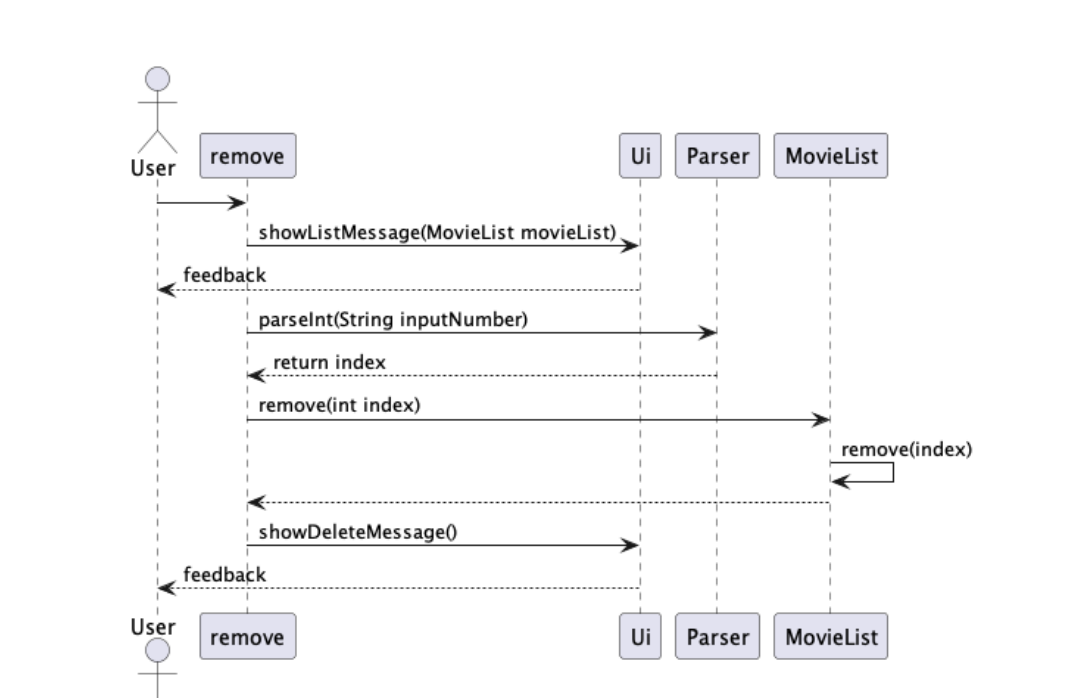 User
remove
Ui
Parser
MovieList
showListMessage(MovieList movieList)
feedback
parseInt(String inputNumber)
return index
remove(int index)
remove(index)
showDeleteMessage()
feedback
User
remove
Ui
Parser
MovieList